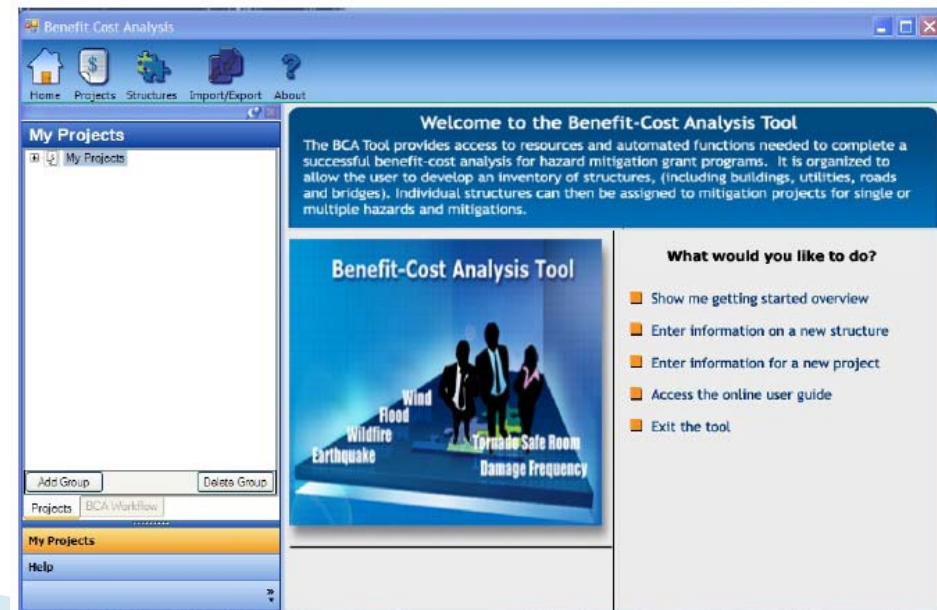 Benefit Cost Analysis
Home Projects Structures Import/Export About
My Projects
My Projects
Add Group Delete Group
Projects BCA Workflow
My Projects
Help
Welcome to the Benefit-Cost Analysis Tool
The BCA Tool provides access to resources and automated functions needed to complete a
successful benefit-cost analysis for hazard mitigation grant programs. It is organized to
allow the user to develop an inventory of structures, (including buildings, utilities, roads
and bridges). Individual structures can then be assigned to mitigation projects for single or
multiple hazards and mitigations.
Benefit-Cost Analysis Tool
Wind
Flood
Wildfire
Earthquake
Tornado Safe Room
Damage Frequency
What would you like to do?
Show me getting started overview
Enter information on a new structure
Enter information for a new project
Access the online user guide
Exit the tool